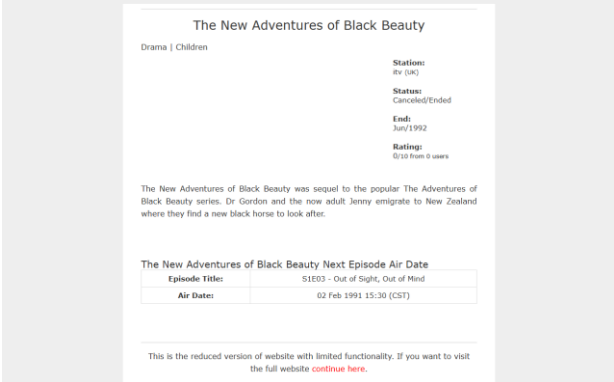 The New Adventures of Black Beauty
Drama | Children
Station:
itv (UK)
Status:
Canceled/Ended
End:
Jun/1992
Rating:
0/10 from 0 users
The New Adventures of Black Beauty was sequel to the popular The Adventures of
Black Beauty series. Dr Gordon and the now adult Jenny emigrate to New Zealand
where they find a new black horse to look after.
The New Adventures of Black Beauty Next Episode Air Date
Episode Title: S1E03 - Out of Sight, Out of Mind
Air Date: 02 Feb 1991 15:30 (CST)
This is the reduced version of website with limited functionality. If you want to visit
the full website continue here.